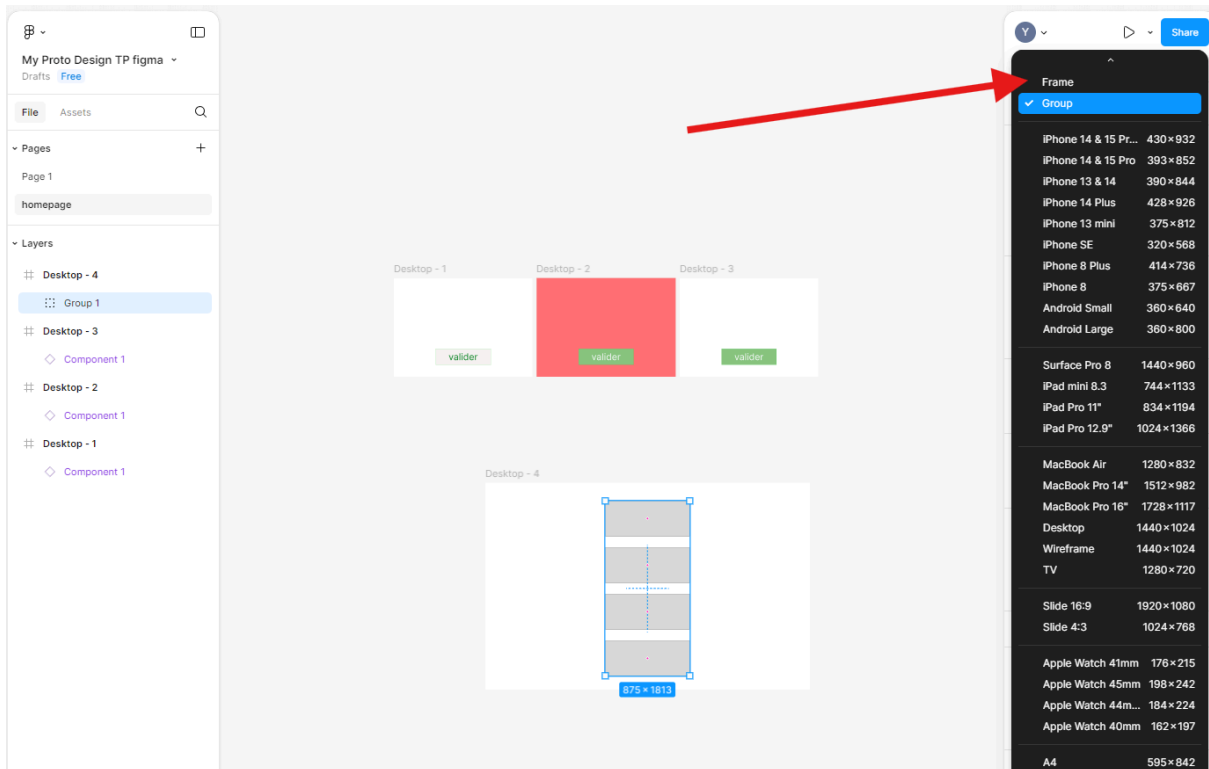 My Proto Design TP figma
Drafts Free
File Assets
Pages
Page 1
homepage
Layers
Desktop - 4
Group 1
Desktop - 3
Component 1
Desktop - 2
Component 1
Desktop - 1
Component 1
Desktop - 1
Desktop - 2
Desktop - 3
valider
valider
valider
Desktop - 4
875 × 1813
Y
Share
Frame
Group
iPhone 14 & 15 Pr... 430×932
iPhone 14 & 15 Pro 393×852
iPhone 13 & 14 390×844
iPhone 14 Plus 428×926
iPhone 13 mini 375×812
iPhone SE 320×568
iPhone 8 Plus 414×736
iPhone 8 375×667
Android Small 360×640
Android Large 360×800
Surface Pro 8 1440×960
iPad mini 8.3 744×1133
iPad Pro 11" 834×1194
iPad Pro 12.9" 1024×1366
MacBook Air 1280×832
MacBook Pro 14" 1512×982
MacBook Pro 16" 1728×1117
Desktop 1440×1024
Wireframe 1440×1024
TV 1280×720
Slide 16:9 1920×1080
Slide 4:3 1024×768
Apple Watch 41mm 176×215
Apple Watch 45mm 198×242
Apple Watch 44m... 184×224
Apple Watch 40mm 162×197
A4 595×842